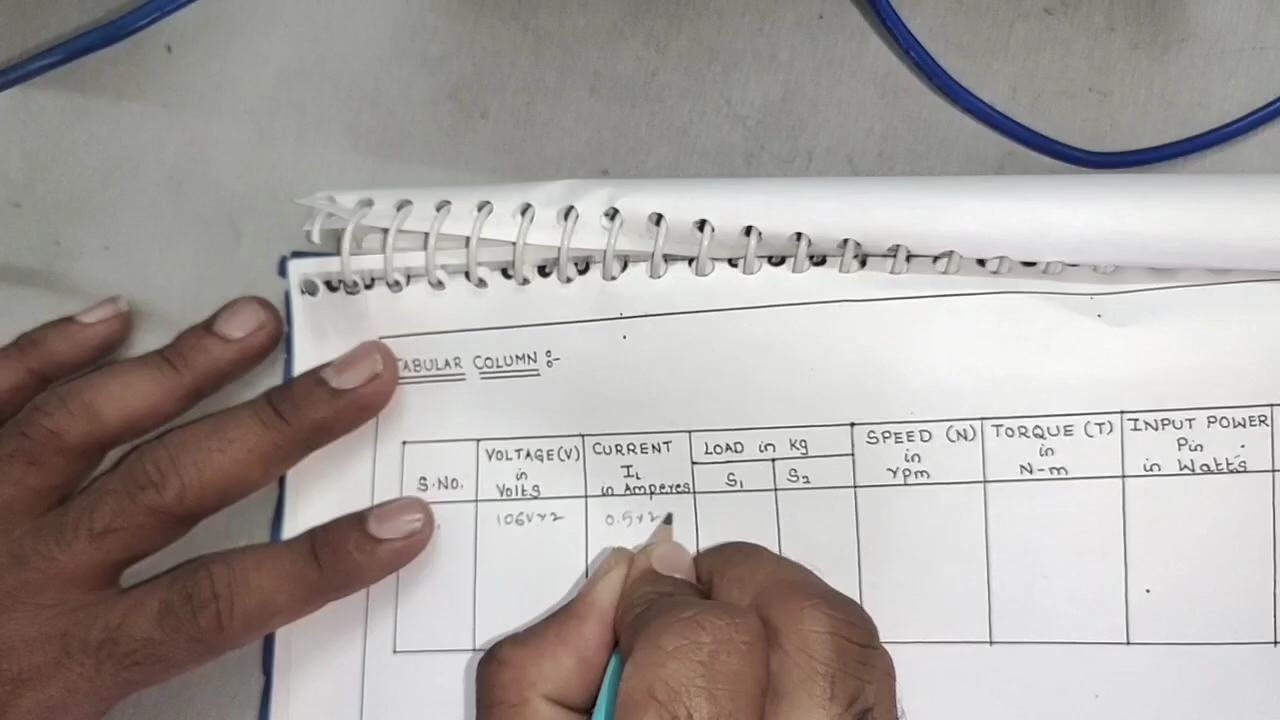 TABULAR COLUMN :-
S.NO.
VOLTAGE(V)
in
Volts
CURRENT
IL
in Amperes
LOAD in Kg
S1
S2
SPEED (N)
in
rpm
TORQUE (T)
in
N-m
INPUT POWER
Pin
in Watts
106V×2
0.5×2